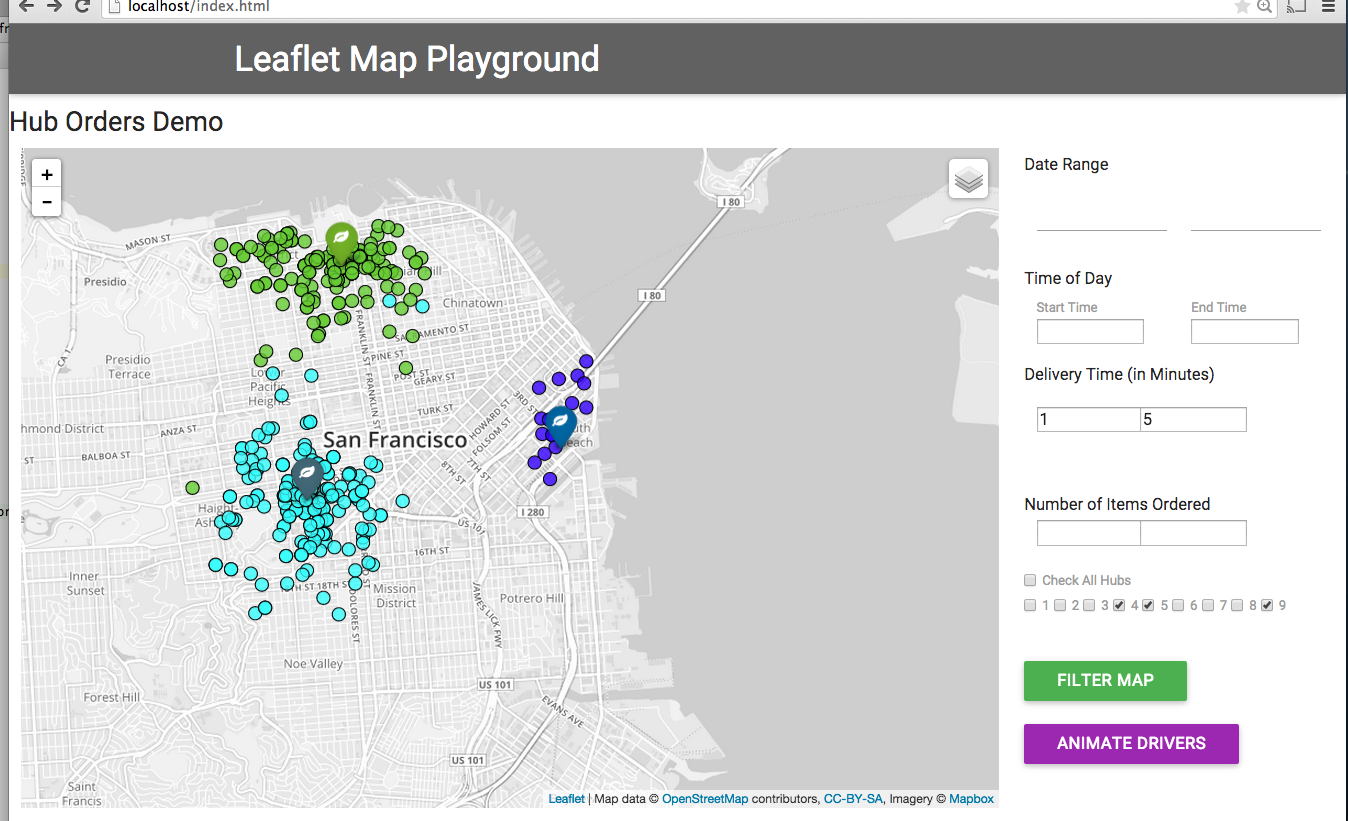 localhost/index.html
Leaflet Map Playground
Hub Orders Demo
+
-
MASON ST
Presidio
CA 1
Presidio
Terrace
Chinatown
SACRAMENTO ST
FRANKLIN ST
PINE ST
POST ST
GEARY ST
Pacific
Heights
FRANKLIN ST
TURK ST
HOWARD ST
FOLSOM ST
3RD ST
I 80
I 80
hmond District
ANZA ST
BALBOA ST
ST
San Francisco
8TH ST
7TH ST
I 280
US 101
16TH ST
18TH ST
DOLORES ST
Mission
District
Inner
Sunset
JAMES LICK FWY
Potrero Hill
Noe Valley
US 101
Forest Hill
EVANS AVE
US 101
Saint
Francis
Leaflet | Map data © OpenStreetMap contributors, CC-BY-SA, Imagery © Mapbox
Date Range
Time of Day
Start Time End Time
Delivery Time (in Minutes)
1 5
Number of Items Ordered
Check All Hubs
1 2 3 4 5 6 7 8 9
FILTER MAP
ANIMATE DRIVERS